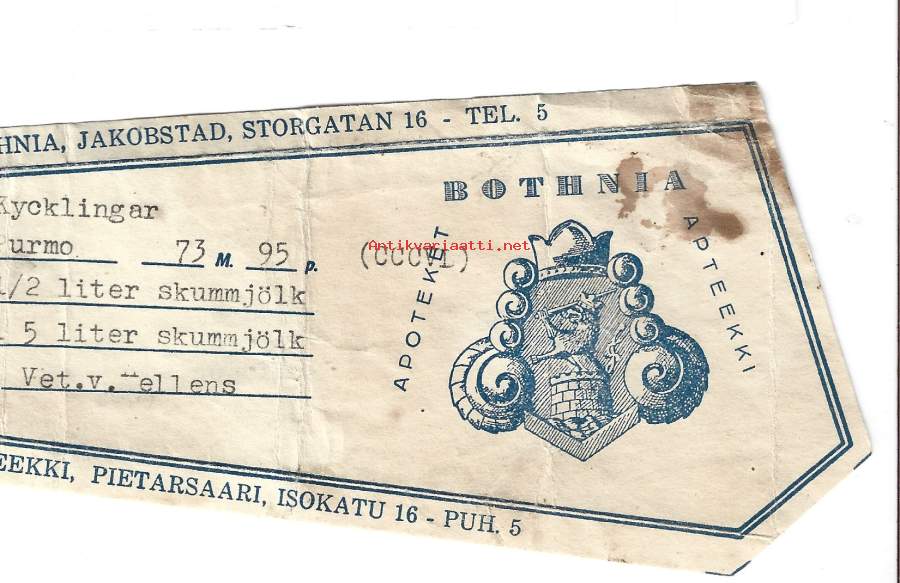 HNIA, JAKOBSTAD, STORGATAN 16 - TEL. 5
BOTHNIA
APOTEKET
APTEEKKI
Kycklingar
urmo 73 M. 95 p. (CCCVI)
1/2 liter skummjölk
5 liter skummjölk
Vet.v. ellens
EEKKI, PIETARSAARI, ISOKATU 16 - PUH. 5
Antikvariaatti.net